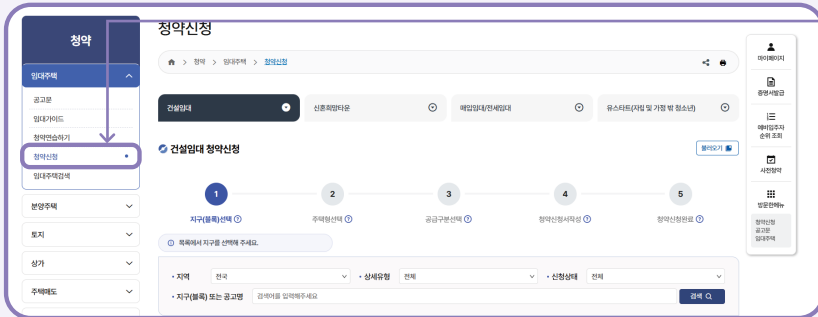 청약
임대주택
공고문
임대가이드
청약연습하기
청약신청
임대주택검색
분양주택
토지
상가
주택매도
청약신청
청약 > 임대주택 > 청약신청
건설임대
신혼희망타운
매입임대/전세임대
유스타트(자립 및 가정 밖 청소년)
건설임대 청약신청
불러오기
1 2 3 4 5
지구(블록)선택 주택형선택 공급구분선택 청약신청서작성 청약신청완료
목록에서 지구를 선택해 주세요.
• 지역 전국 • 상세유형 전체 • 신청상태 전체
• 지구(블록) 또는 공고명 검색어를 입력해주세요 검색
마이페이지
증명서발급
예비입주자
순위 조회
사전청약
방문한메뉴
청약신청
공고문
임대주택